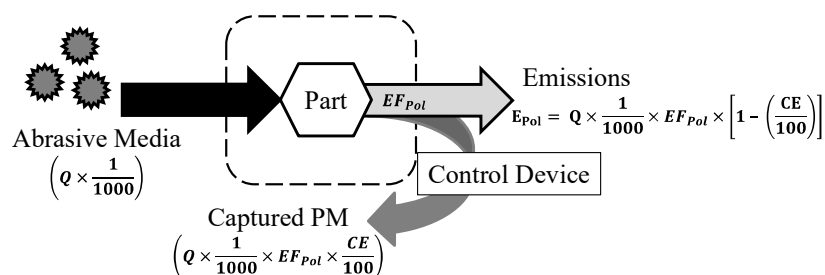 Abrasive Media
(Q × 1/1000)
Part
EF_Pol
Emissions
E_Pol = Q × 1/1000 × EF_Pol × [1 − (CE/100)]
Control Device
Captured PM
(Q × 1/1000 × EF_Pol × CE/100)